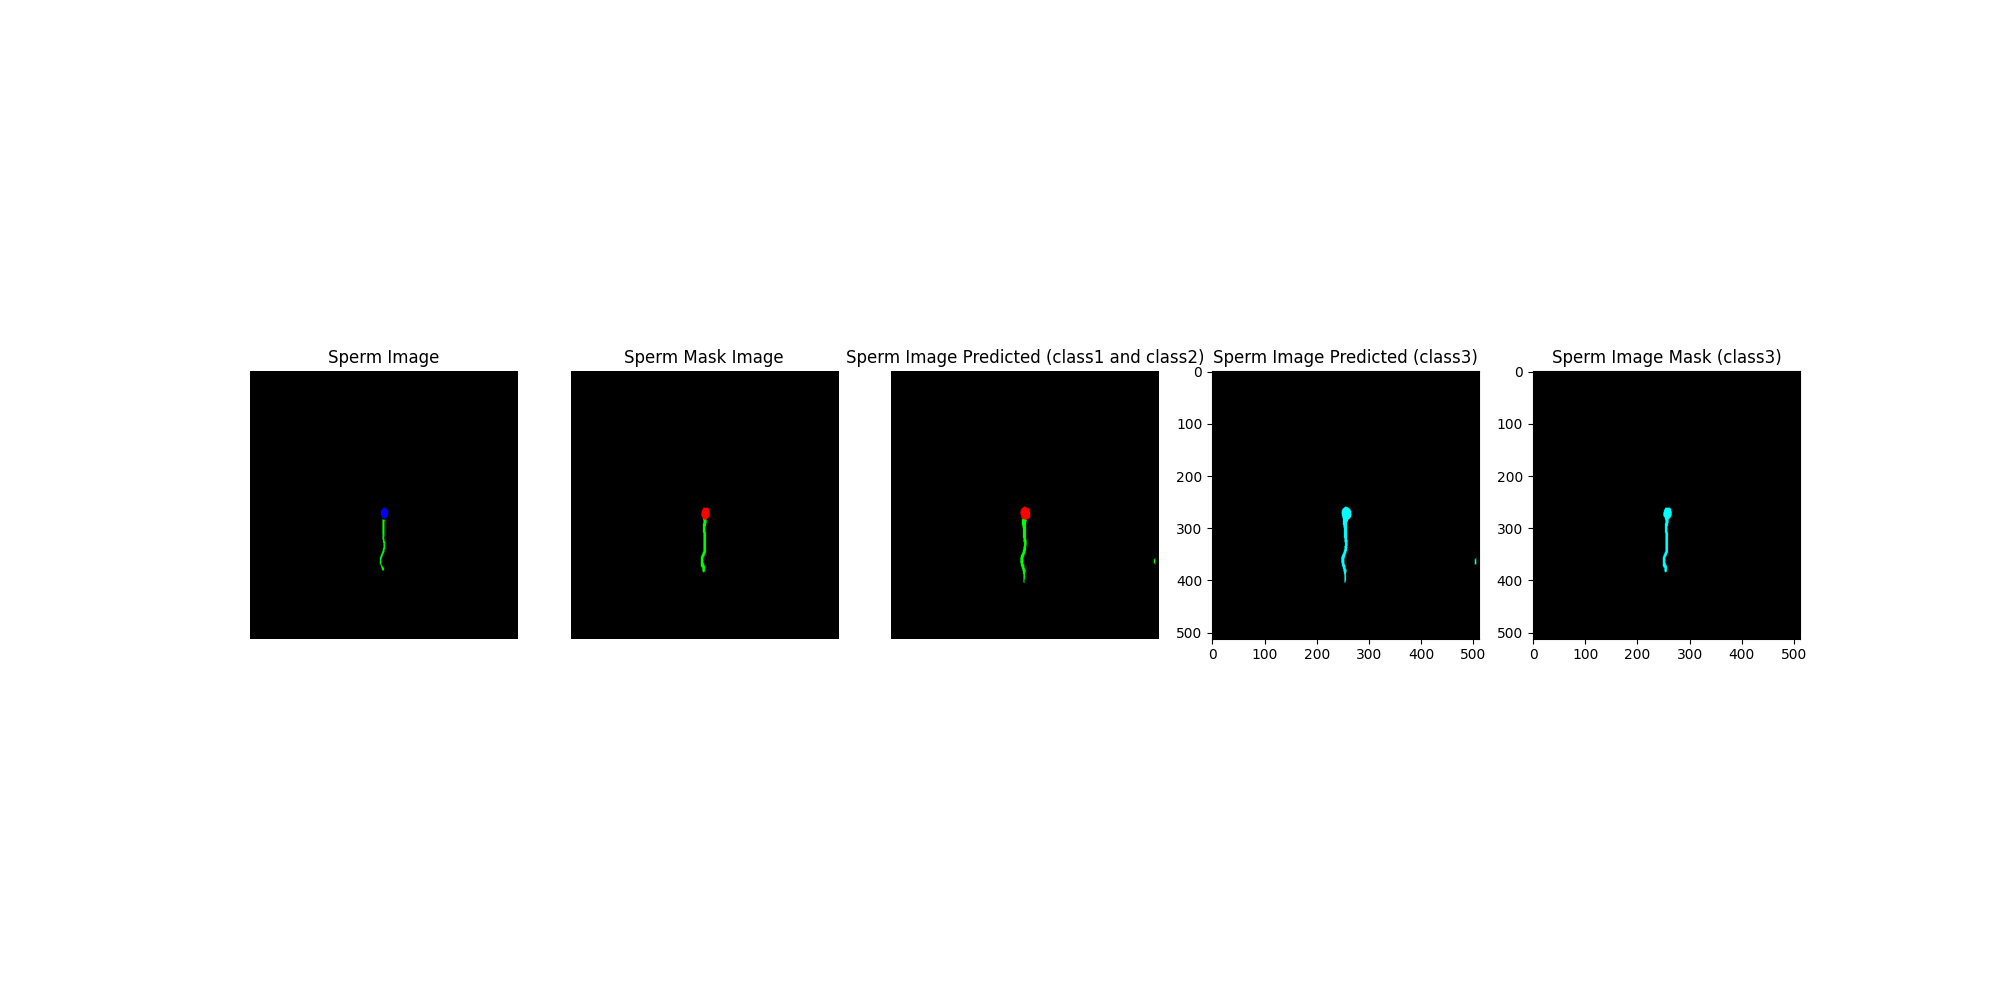 Sperm Image
Sperm Mask Image
Sperm Image Predicted (class1 and class2)
Sperm Image Predicted (class3)
Sperm Image Mask (class3)
0
100
200
300
400
500
0 100 200 300 400 500
0
100
200
300
400
500
0 100 200 300 400 500